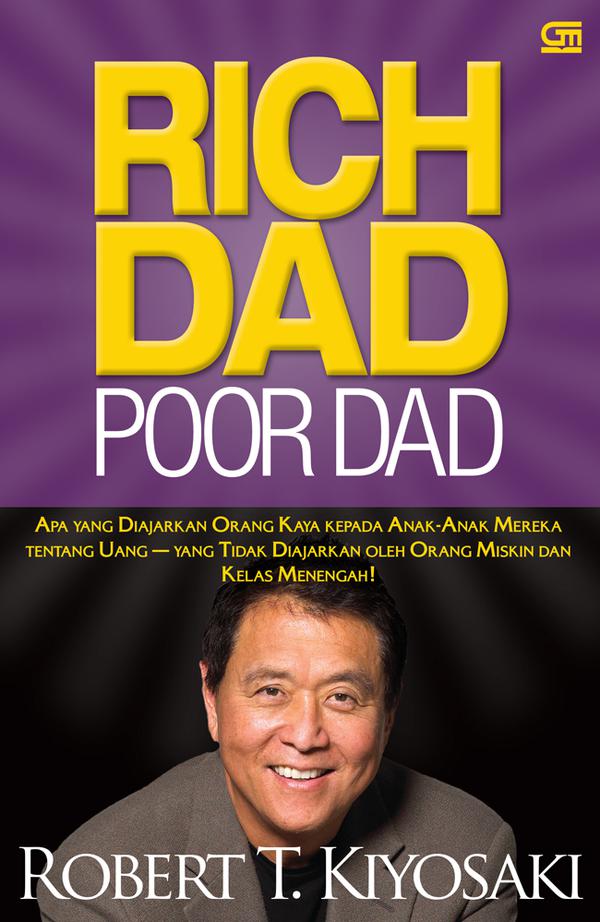 RICH
DAD
POOR DAD
APA YANG DIAJARKAN ORANG KAYA KEPADA ANAK-ANAK MEREKA
TENTANG UANG — YANG TIDAK DIAJARKAN OLEH ORANG MISKIN DAN
KELAS MENENGAH!
ROBERT T. KIYOSAKI